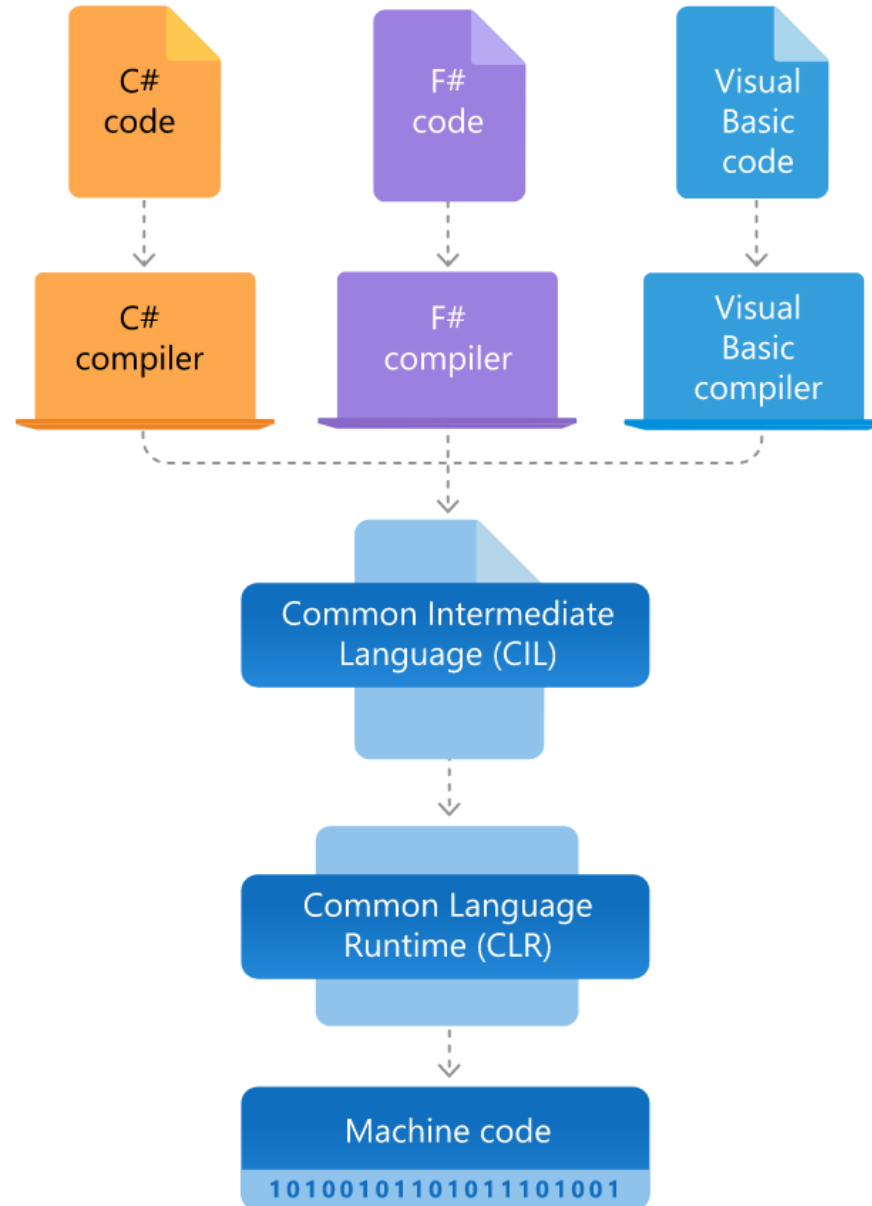 C#
code
F#
code
Visual
Basic
code
C#
compiler
F#
compiler
Visual
Basic
compiler
Common Intermediate
Language (CIL)
Common Language
Runtime (CLR)
Machine code
101001011010111101001